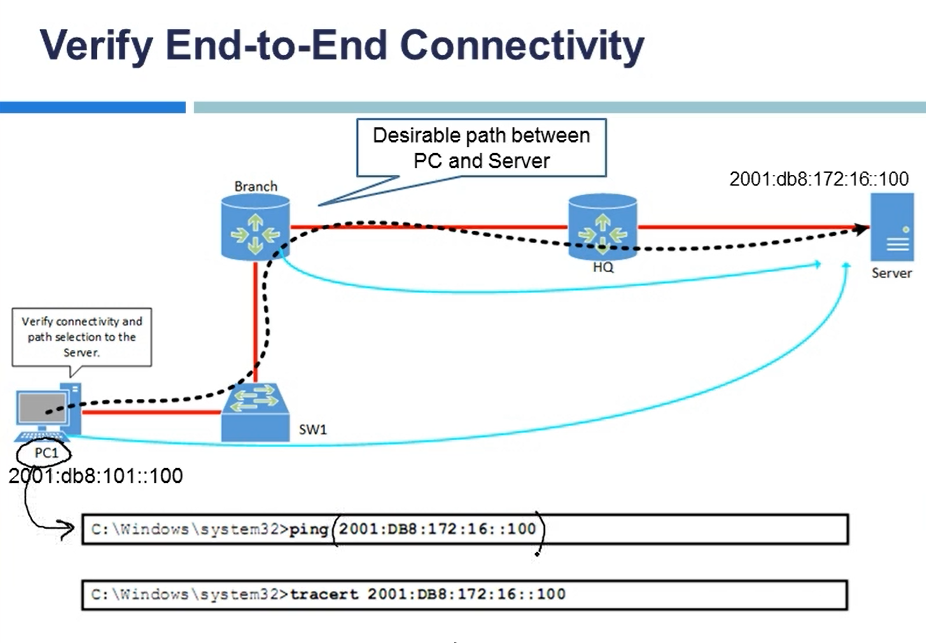 Verify End-to-End Connectivity
Desirable path between
PC and Server
2001:db8:172:16::100
Branch
HQ
Server
Verify connectivity and
path selection to the
Server.
SW1
PC1
2001:db8:101::100
C:\Windows\system32>ping 2001:DB8:172:16::100
C:\Windows\system32>tracert 2001:DB8:172:16::100